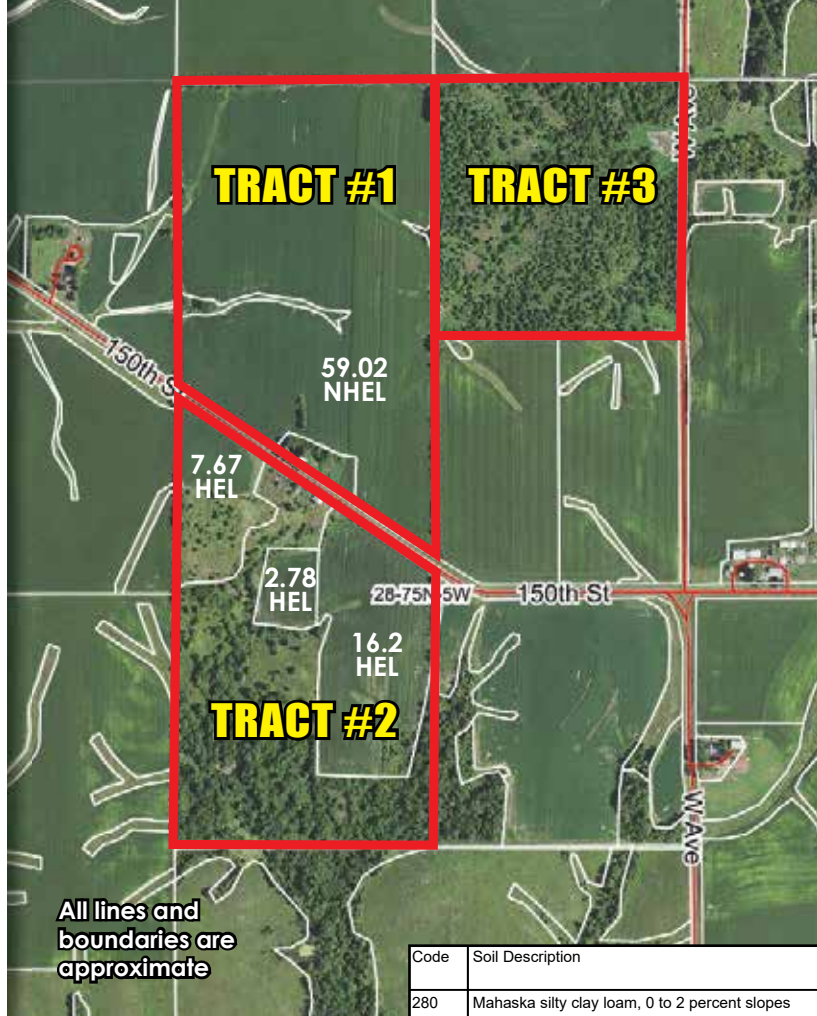 W Ave
TRACT #1
TRACT #3
150th St
59.02
NHEL
7.67
HEL
2.78
HEL
28-75N-5W
150th St
16.2
HEL
TRACT #2
W Ave
All lines and
boundaries are
approximate
Code Soil Description
280 Mahaska silty clay loam, 0 to 2 percent slopes